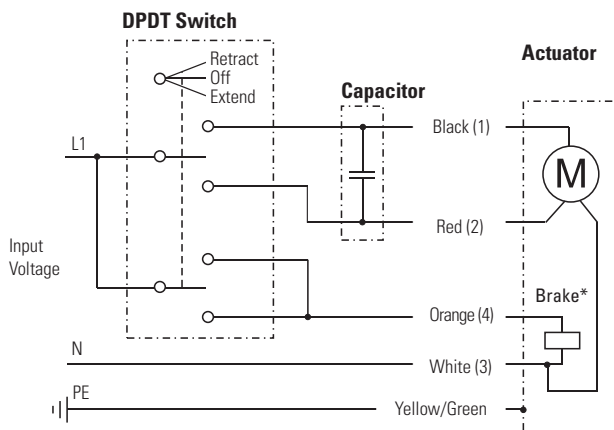 DPDT Switch
Actuator
Retract
Off
Extend
Capacitor
Black (1)
L1
M
Red (2)
Input
Voltage
Brake*
Orange (4)
N
White (3)
PE
Yellow/Green